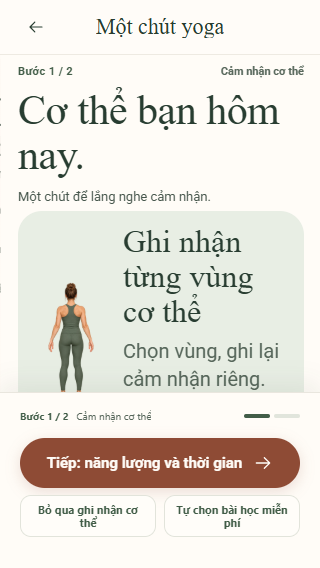 Một chút yoga
Bước 1 / 2
Cảm nhận cơ thể
Cơ thể bạn hôm
nay.
Một chút để lắng nghe cảm nhận.
Ghi nhận
từng vùng
cơ thể
Chọn vùng, ghi lại
cảm nhận riêng.
Bước 1 / 2 Cảm nhận cơ thể
Tiếp: năng lượng và thời gian
Bỏ qua ghi nhận cơ
thể
Tự chọn bài học miễn
phí